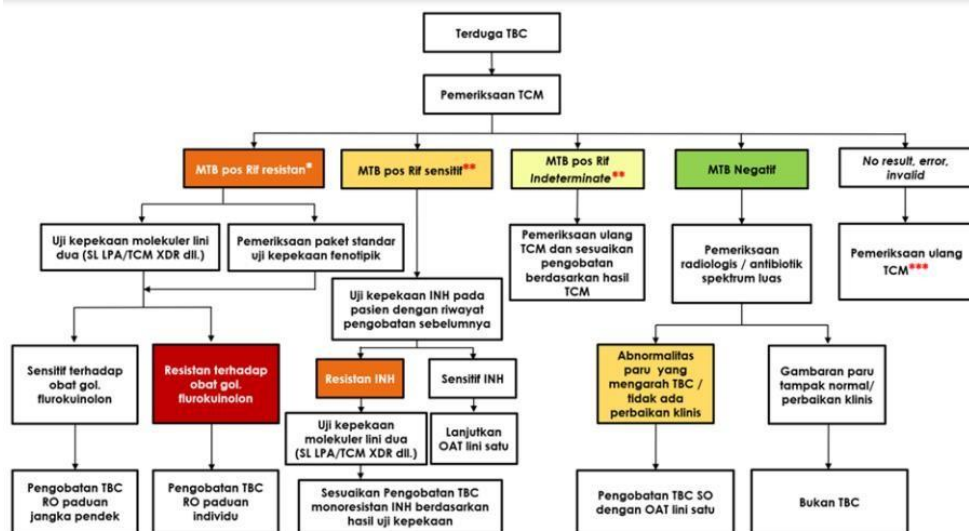 Terduga TBC
Pemeriksaan TCM
MTB pos Rif resistan*
MTB pos Rif sensitif**
MTB pos Rif
Indeterminate**
MTB Negatif
No result, error,
invalid
Uji kepekaan molekuler lini
dua (SL LPA/TCM XDR dll.)
Pemeriksaan paket standar
uji kepekaan fenotipik
Uji kepekaan INH pada
pasien dengan riwayat
pengobatan sebelumnya
Pemeriksaan ulang
TCM dan sesuaikan
pengobatan
berdasarkan hasil
TCM
Pemeriksaan
radiologis / antibiotik
spektrum luas
Pemeriksaan ulang
TCM***
Sensitif terhadap
obat gol.
flurokuinolon
Resistan terhadap
obat gol.
flurokuinolon
Resistan INH
Sensitif INH
Abnormalitas
paru yang
mengarah TBC /
tidak ada
perbaikan klinis
Gambaran paru
tampak normal/
perbaikan klinis
Uji kepekaan
molekuler lini dua
(SL LPA/TCM XDR dll.)
Lanjutkan
OAT lini satu
Pengobatan TBC
RO paduan
jangka pendek
Pengobatan TBC
RO paduan
individu
Sesuaikan Pengobatan TBC
monoresistan INH berdasarkan
hasil uji kepekaan
Pengobatan TBC SO
dengan OAT lini satu
Bukan TBC